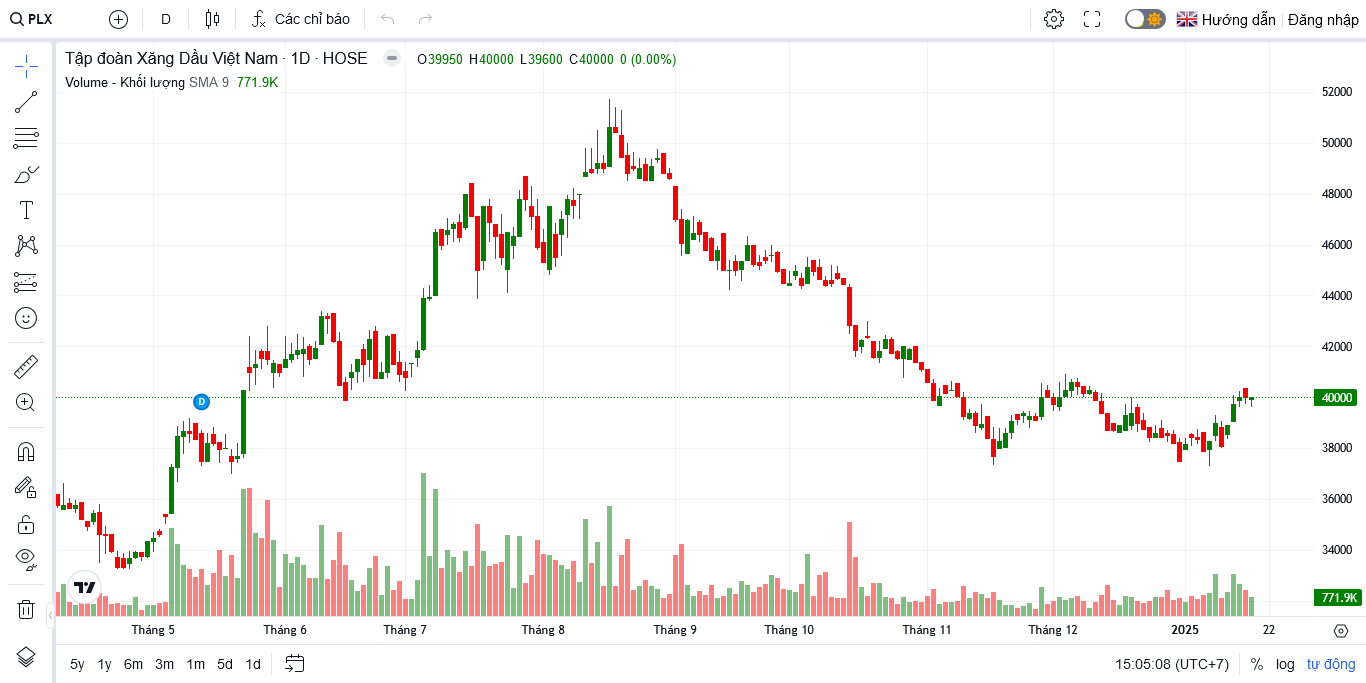 PLX D Các chỉ báo Hướng dẫn Đăng nhập
Tập đoàn Xăng Dầu Việt Nam · 1D · HOSE O39950 H40000 L39600 C40000 0 (0.00%)
Volume - Khối lượng SMA 9 771.9K
52000
50000
48000
46000
44000
42000
D
40000
38000
36000
34000
771.9K
Tháng 5 Tháng 6 Tháng 7 Tháng 8 Tháng 9 Tháng 10 Tháng 11 Tháng 12 2025 22
5y 1y 6m 3m 1m 5d 1d 15:05:08 (UTC+7) % log tự động